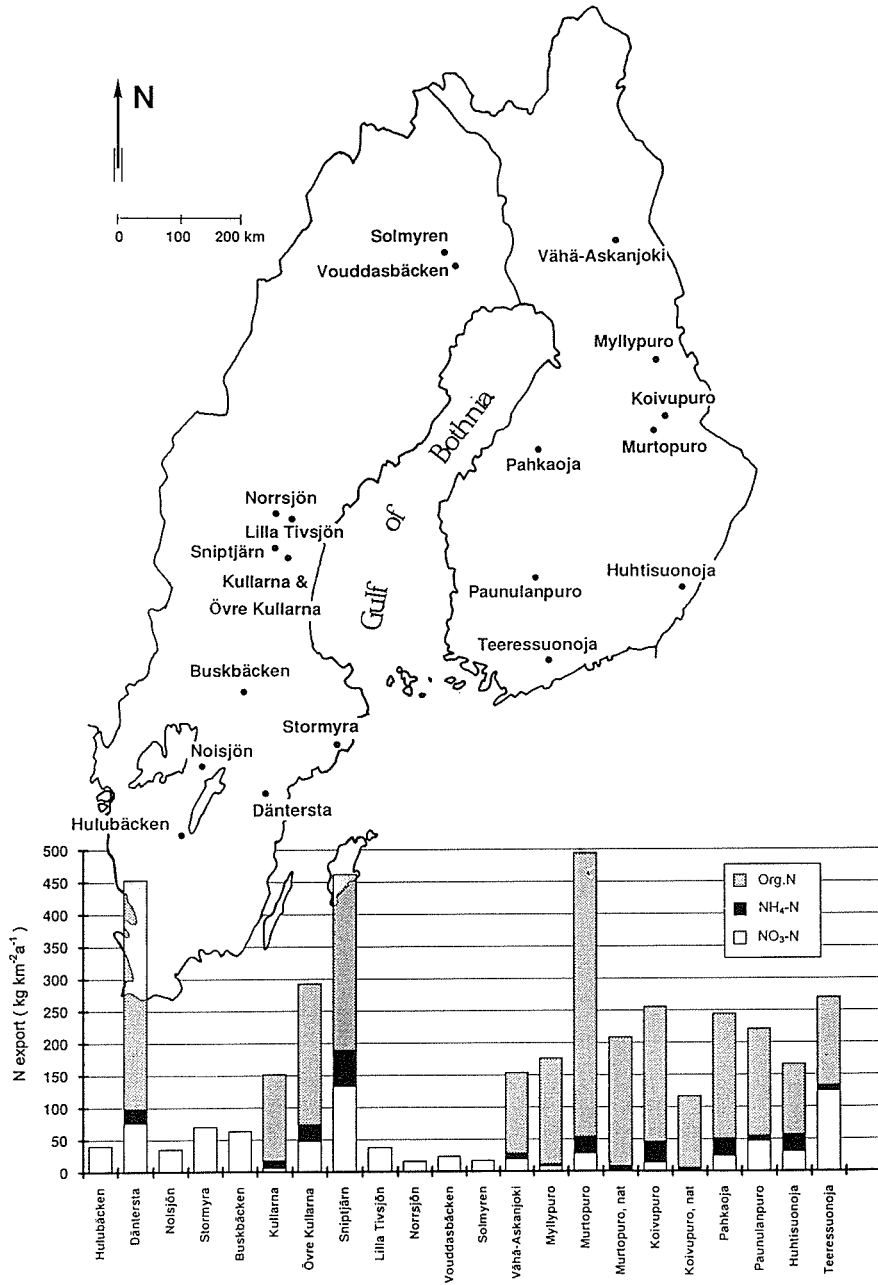 N
0 100 200 km
Solmyren
Vouddasbäcken
Vähä-Askanjoki
Myllypuro
Koivupuro
Murtopuro
Pahkaoja
Gulf of Bothnia
Norrsjön
Lilla Tivsjön
Sniptjärn
Kullarna &
Övre Kullarna
Paunulanpuro
Huhtisuonoja
Teeressuonoja
Buskbäcken
Stormyra
Noisjön
Däntersta
Hulubäcken
N export ( kg km-2a-1)
500
450
400
350
300
250
200
150
100
50
0
Org.N
NH₄-N
NO₃-N
Hulubäcken
Däntersta
Noisjön
Stormyra
Buskbäcken
Kullarna
Övre Kullarna
Sniptjärn
Lilla Tivsjön
Norrsjön
Vouddasbäcken
Solmyren
Vähä-Askanjoki
Myllypuro
Murtopuro
Murtopuro, nat
Koivupuro
Koivupuro, nat
Pahkaoja
Paunulanpuro
Huhtisuonoja
Teeressuonoja